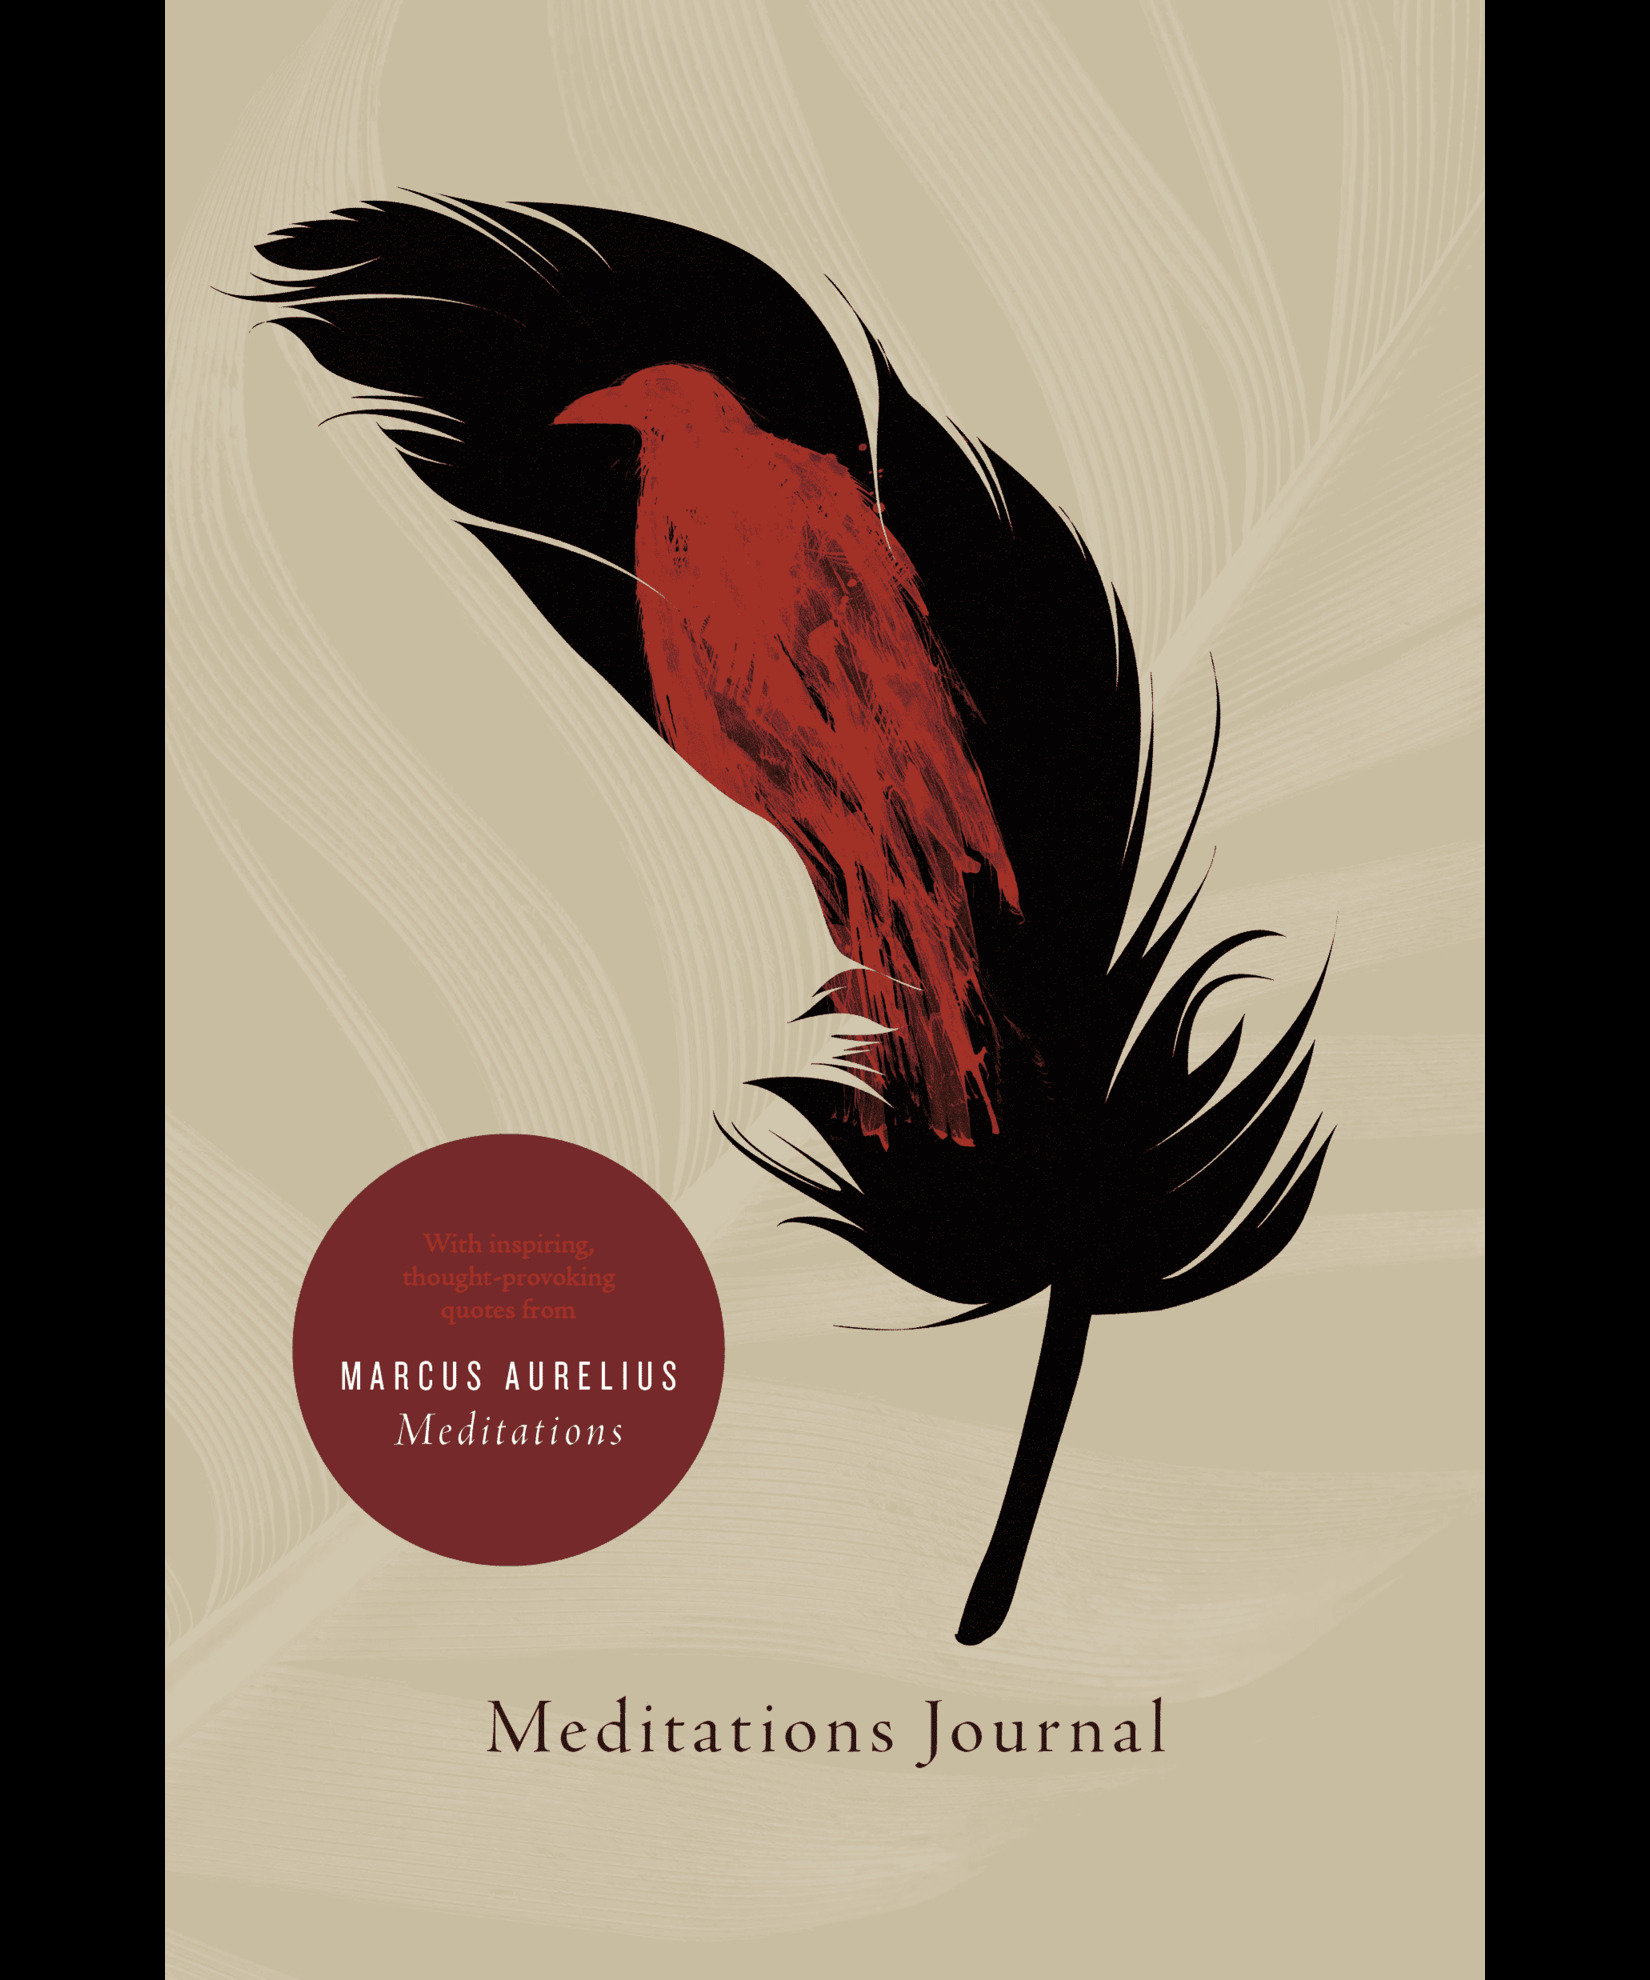 With inspiring,
thought-provoking
quotes from
MARCUS AURELIUS
Meditations
Meditations Journal